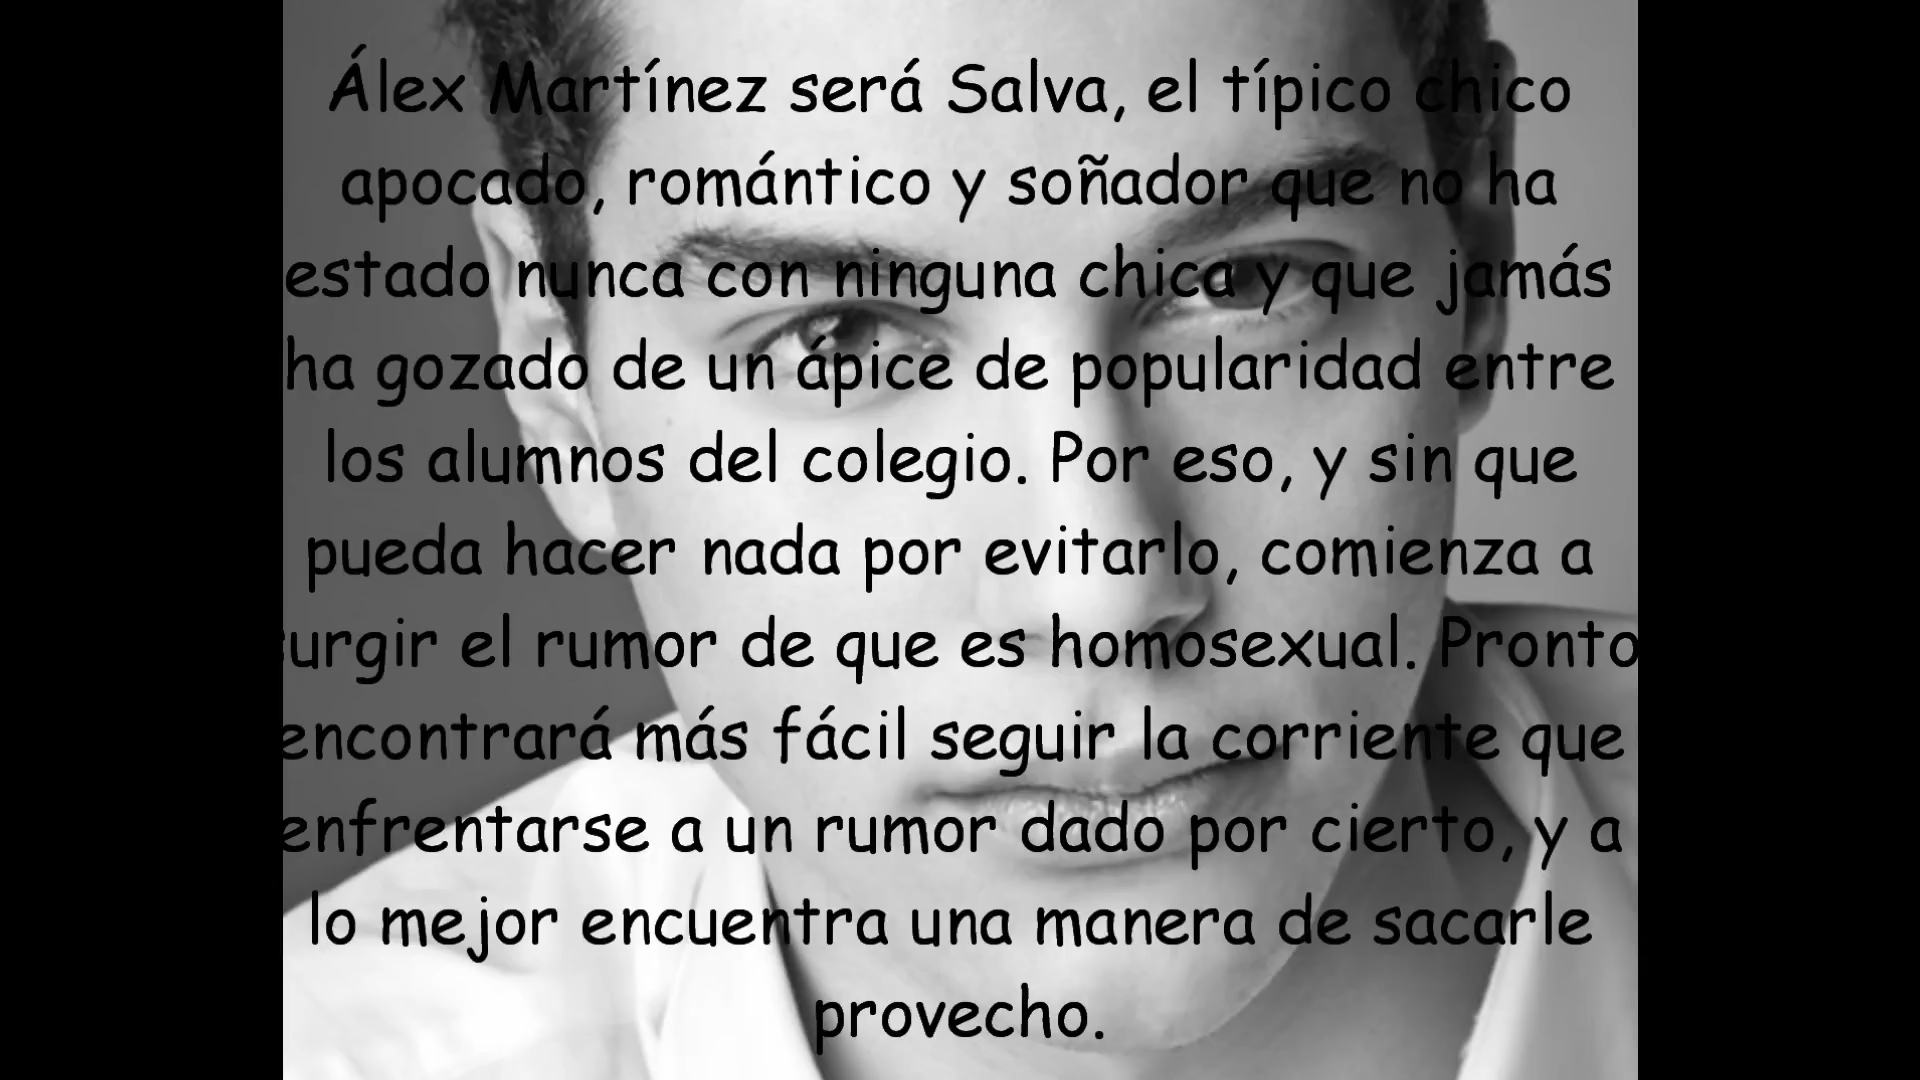 Álex Martínez será Salva, el típico chico
apocado, romántico y soñador que no ha
estado nunca con ninguna chica y que jamás
ha gozado de un ápice de popularidad entre
los alumnos del colegio. Por eso, y sin que
pueda hacer nada por evitarlo, comienza a
surgir el rumor de que es homosexual. Pronto
encontrará más fácil seguir la corriente que
enfrentarse a un rumor dado por cierto, y a
lo mejor encuentra una manera de sacarle
provecho.